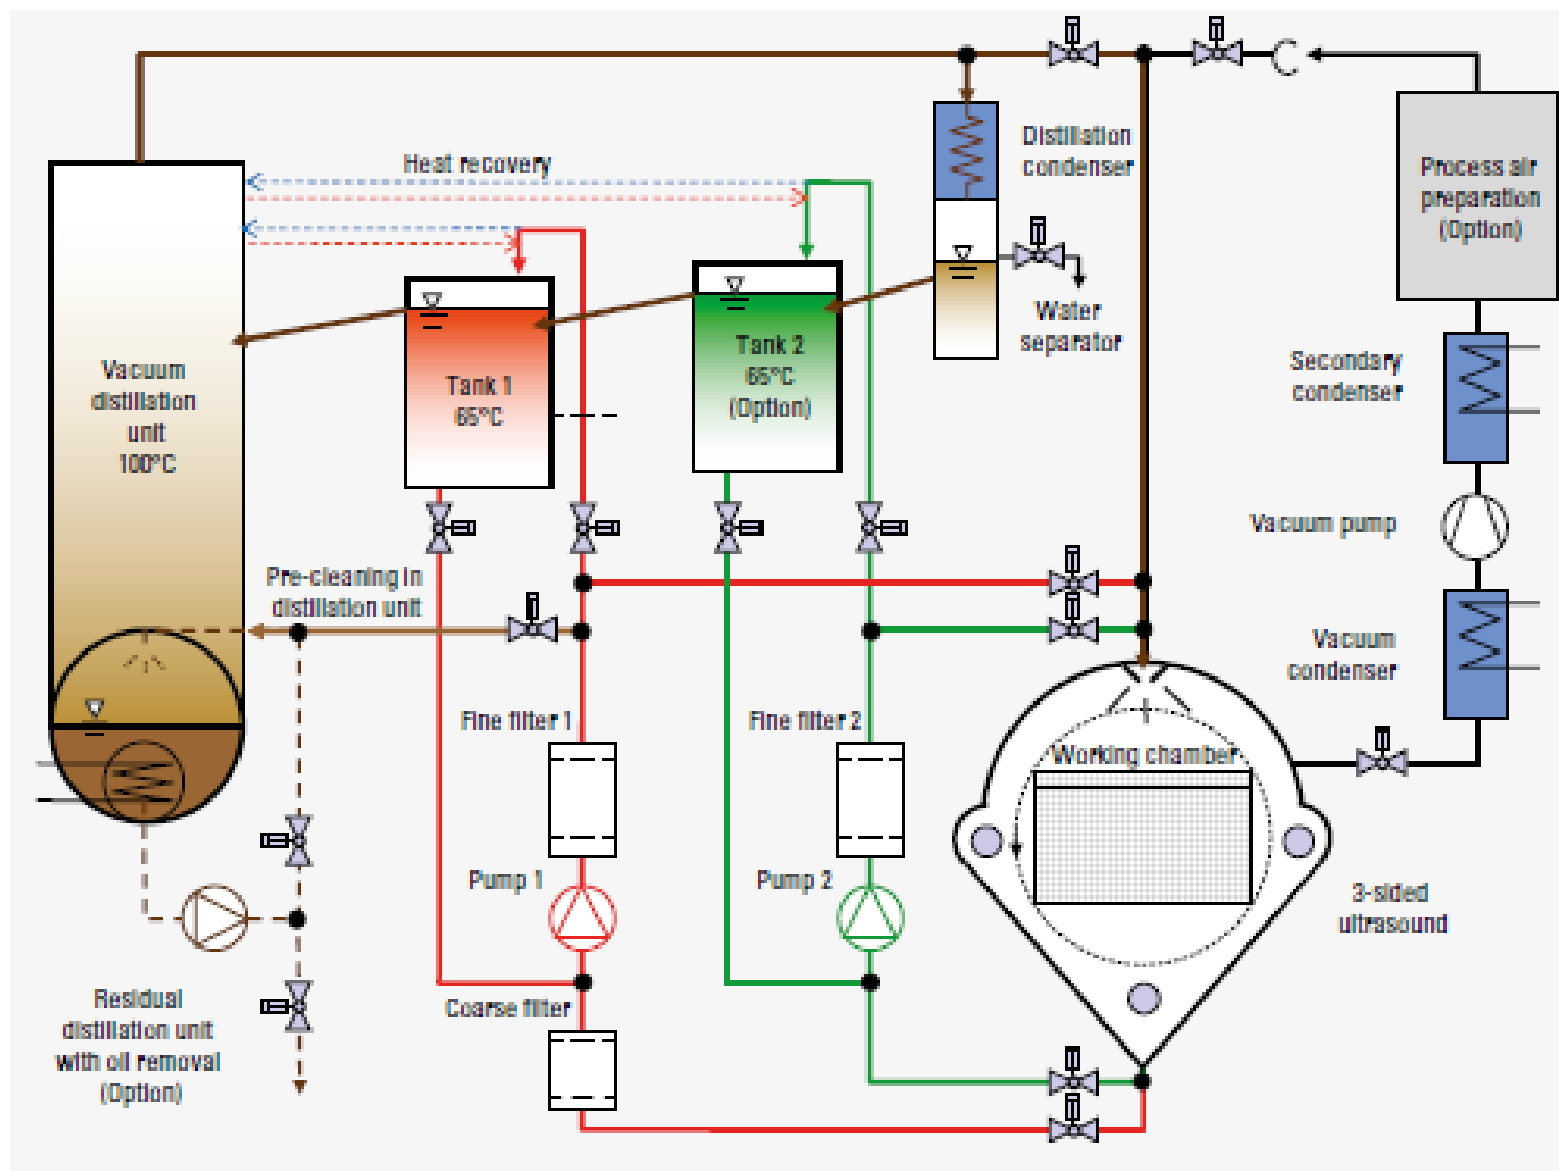 Heat recovery
Distillation
condenser
Process air
preparation
(Option)
Water
separator
Vacuum
distillation
unit
100°C
Tank 1
65°C
Tank 2
65°C
(Option)
Secondary
condenser
Vacuum pump
Pre-cleaning in
distillation unit
Vacuum
condenser
Fine filter 1
Fine filter 2
Working chamber
Pump 1
Pump 2
3-sided
ultrasound
Residual
distillation unit
with oil removal
(Option)
Coarse filter